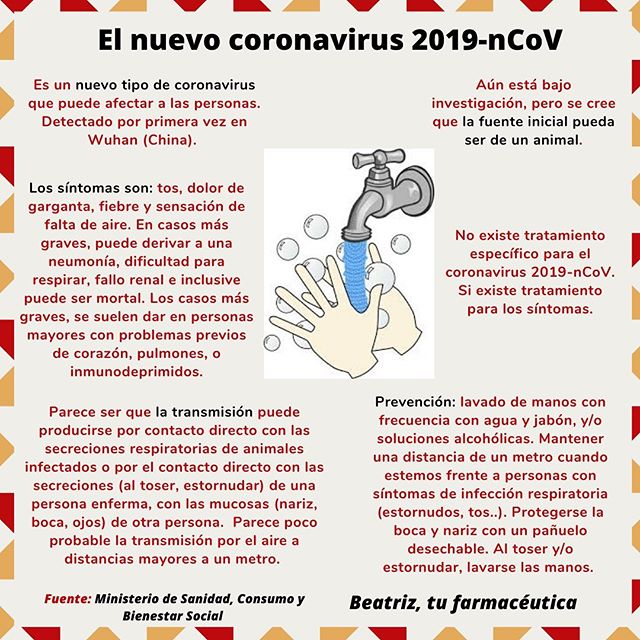 El nuevo coronavirus 2019-nCoV
Es un nuevo tipo de coronavirus
que puede afectar a las personas.
Detectado por primera vez en
Wuhan (China).
Aún está bajo
investigación, pero se cree
que la fuente inicial pueda
ser de un animal.
Los síntomas son: tos, dolor de
garganta, fiebre y sensación de
falta de aire. En casos más
graves, puede derivar a una
neumonía, dificultad para
respirar, fallo renal e inclusive
puede ser mortal. Los casos más
graves, se suelen dar en personas
mayores con problemas previos
de corazón, pulmones, o
inmunodeprimidos.
No existe tratamiento
específico para el
coronavirus 2019-nCoV.
Si existe tratamiento
para los síntomas.
Parece ser que la transmisión puede
producirse por contacto directo con las
secreciones respiratorias de animales
infectados o por el contacto directo con las
secreciones (al toser, estornudar) de una
persona enferma, con las mucosas (nariz,
boca, ojos) de otra persona. Parece poco
probable la transmisión por el aire a
distancias mayores a un metro.
Prevención: lavado de manos con
frecuencia con agua y jabón, y/o
soluciones alcohólicas. Mantener
una distancia de un metro cuando
estemos frente a personas con
síntomas de infección respiratoria
(estornudos, tos..). Protegerse la
boca y nariz con un pañuelo
desechable. Al toser y/o
estornudar, lavarse las manos.
Fuente: Ministerio de Sanidad, Consumo y
Bienestar Social
Beatriz, tu farmacéutica